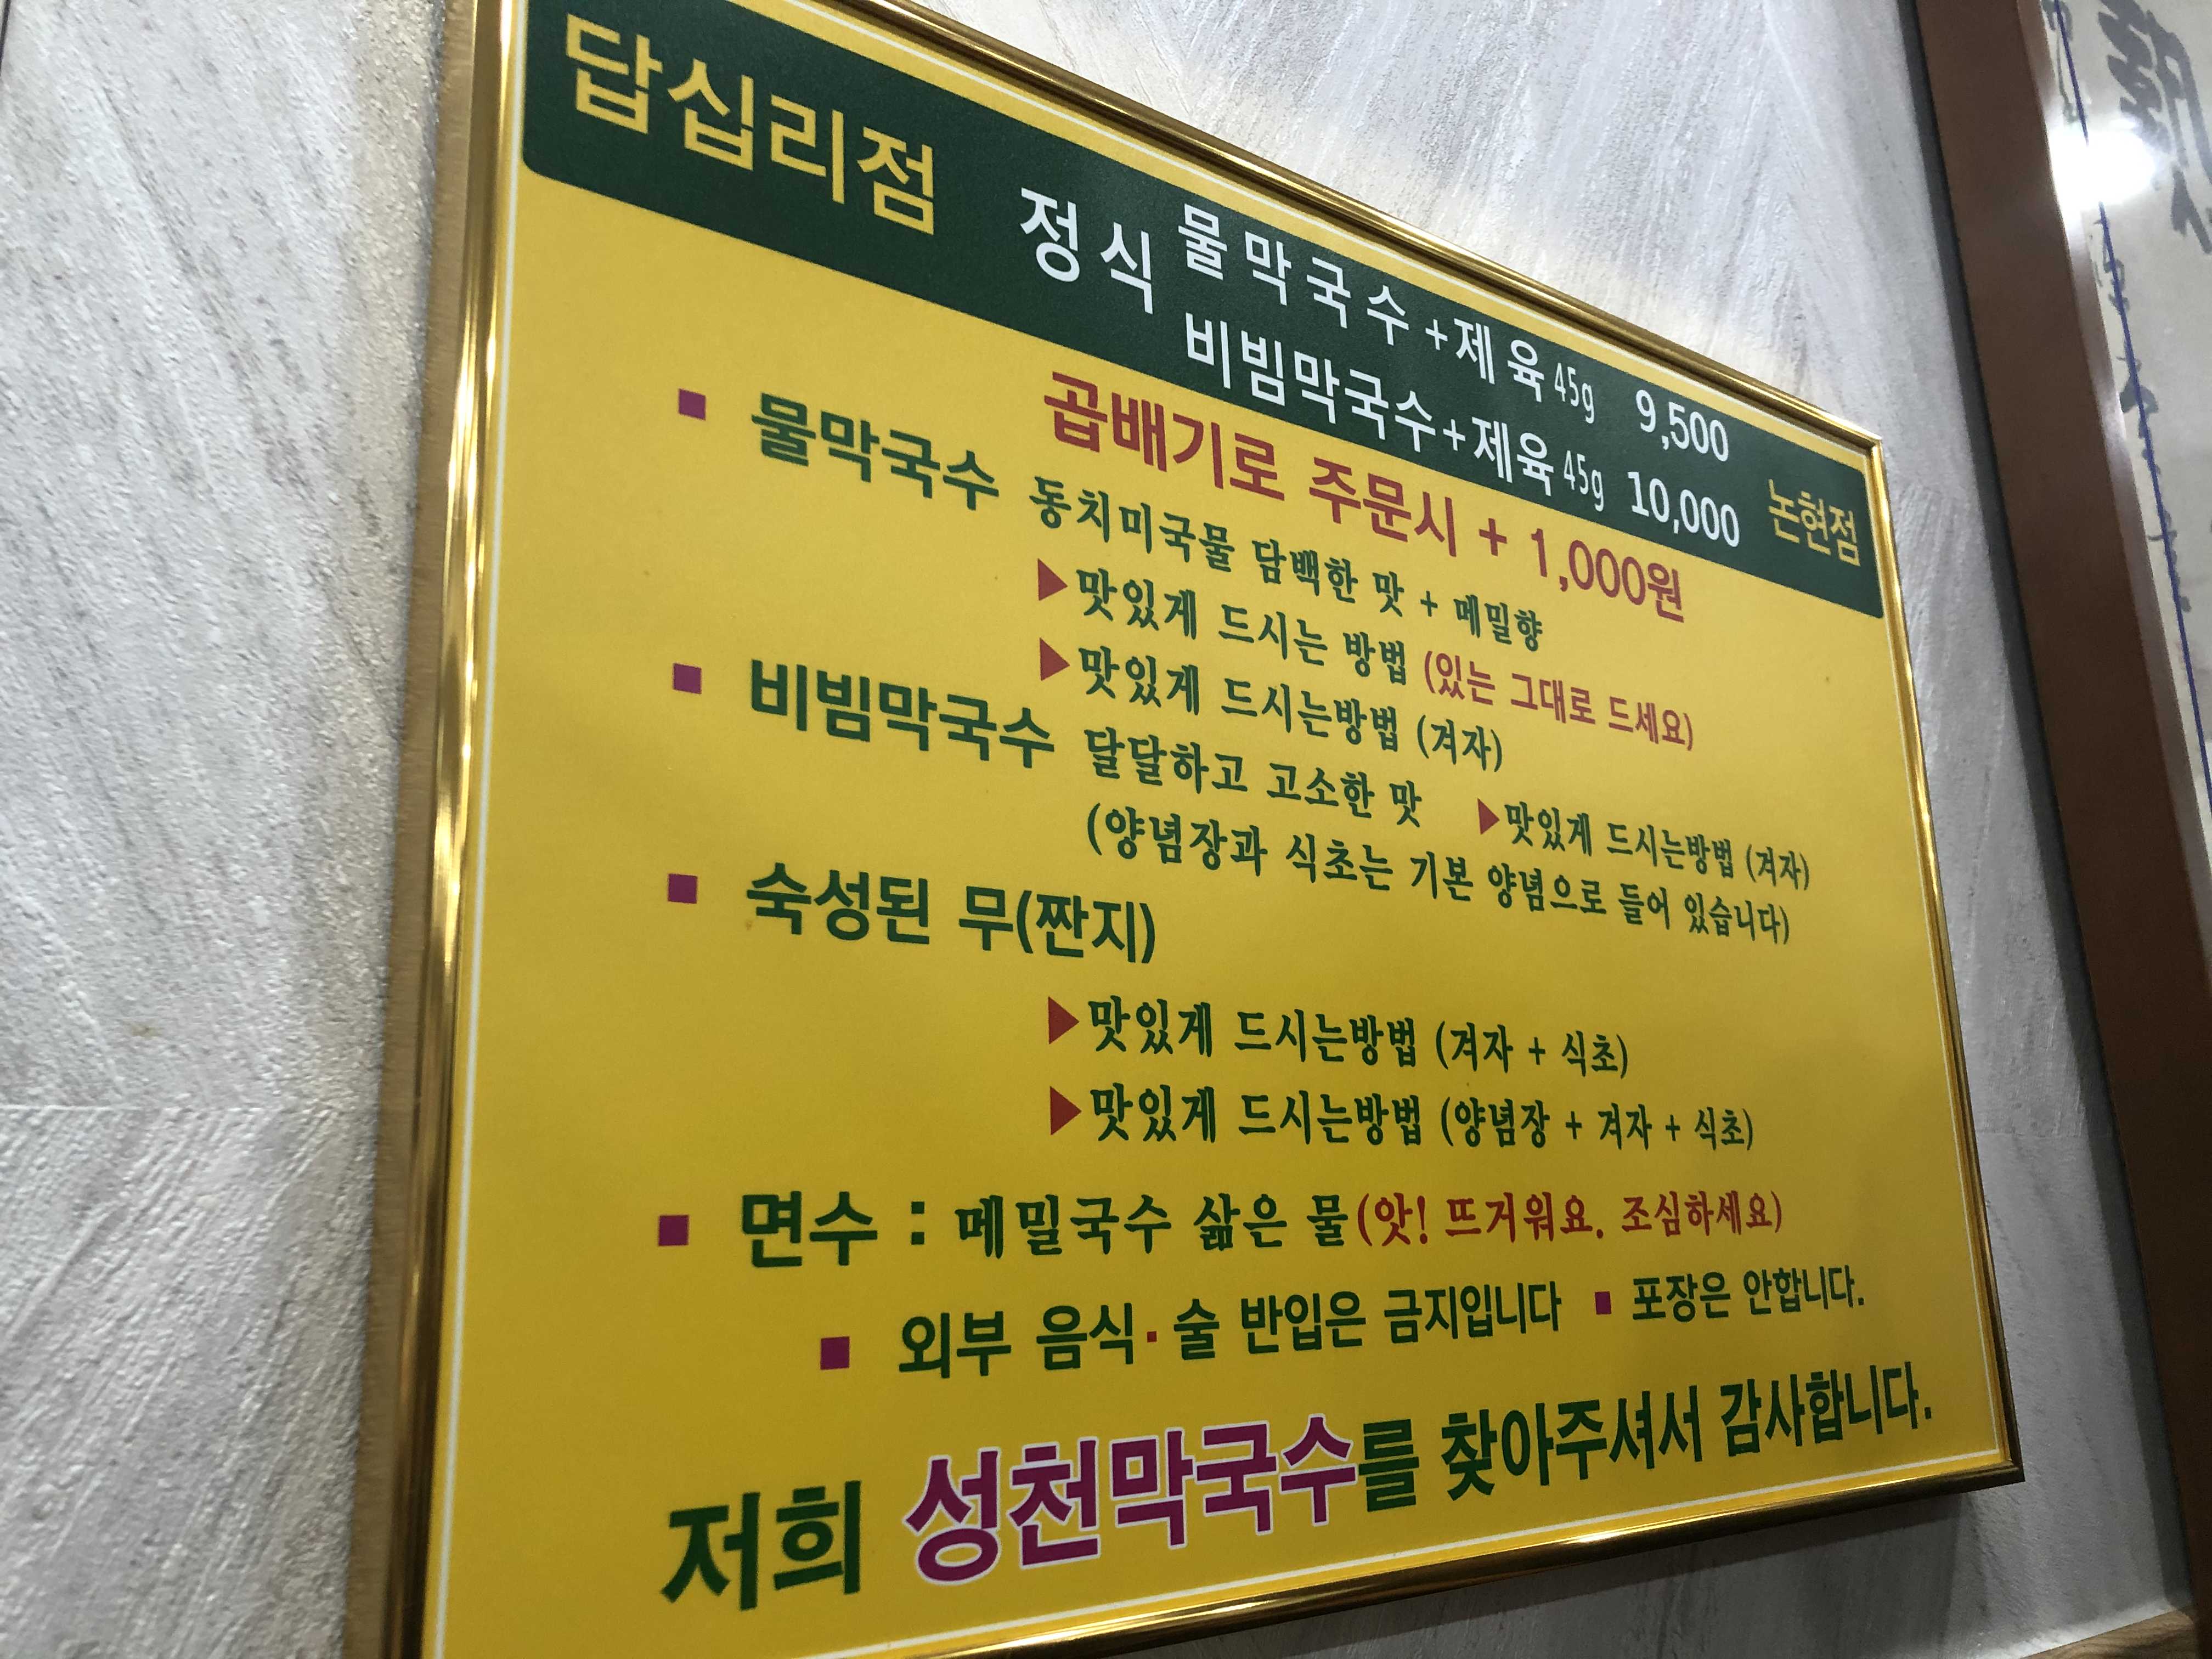 답십리점
정식 물막국수+제육45g 9,500
비빔막국수+제육45g 10,000
논현점
곱배기로 주문시 + 1,000원
▪ 물막국수 동치미국물 담백한 맛 + 메밀향
▶맛있게 드시는 방법 (있는 그대로 드세요)
▶맛있게 드시는방법 (겨자)
▪ 비빔막국수 달달하고 고소한 맛 ▶맛있게 드시는방법 (겨자)
(양념장과 식초는 기본 양념으로 들어 있습니다)
▪ 숙성된 무(짠지)
▶맛있게 드시는방법 (겨자 + 식초)
▶맛있게 드시는방법 (양념장 + 겨자 + 식초)
▪ 면수 : 메밀국수 삶은 물(앗! 뜨거워요. 조심하세요)
▪ 외부 음식·술 반입은 금지입니다 ▪ 포장은 안합니다.
저희 성천막국수를 찾아주셔서 감사합니다.